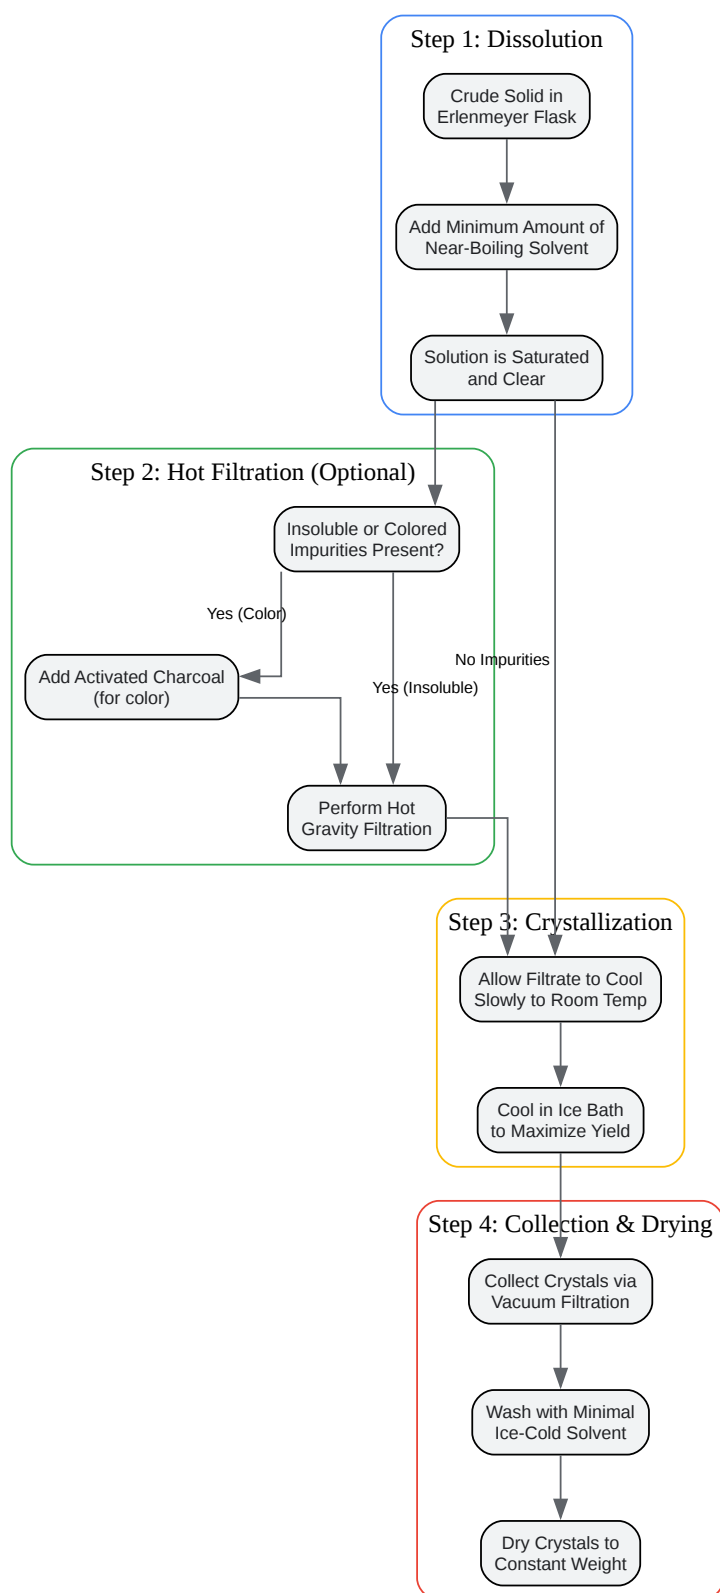 Step 1: Dissolution
Crude Solid in
Erlenmeyer Flask
Add Minimum Amount of
Near-Boiling Solvent
Solution is Saturated
and Clear
Step 2: Hot Filtration (Optional)
Insoluble or Colored
Impurities Present?
Yes (Color)
No Impurities
Add Activated Charcoal
(for color)
Yes (Insoluble)
Perform Hot
Gravity Filtration
Step 3: Crystallization
Allow Filtrate to Cool
Slowly to Room Temp
Cool in Ice Bath
to Maximize Yield
Step 4: Collection & Drying
Collect Crystals via
Vacuum Filtration
Wash with Minimal
Ice-Cold Solvent
Dry Crystals to
Constant Weight